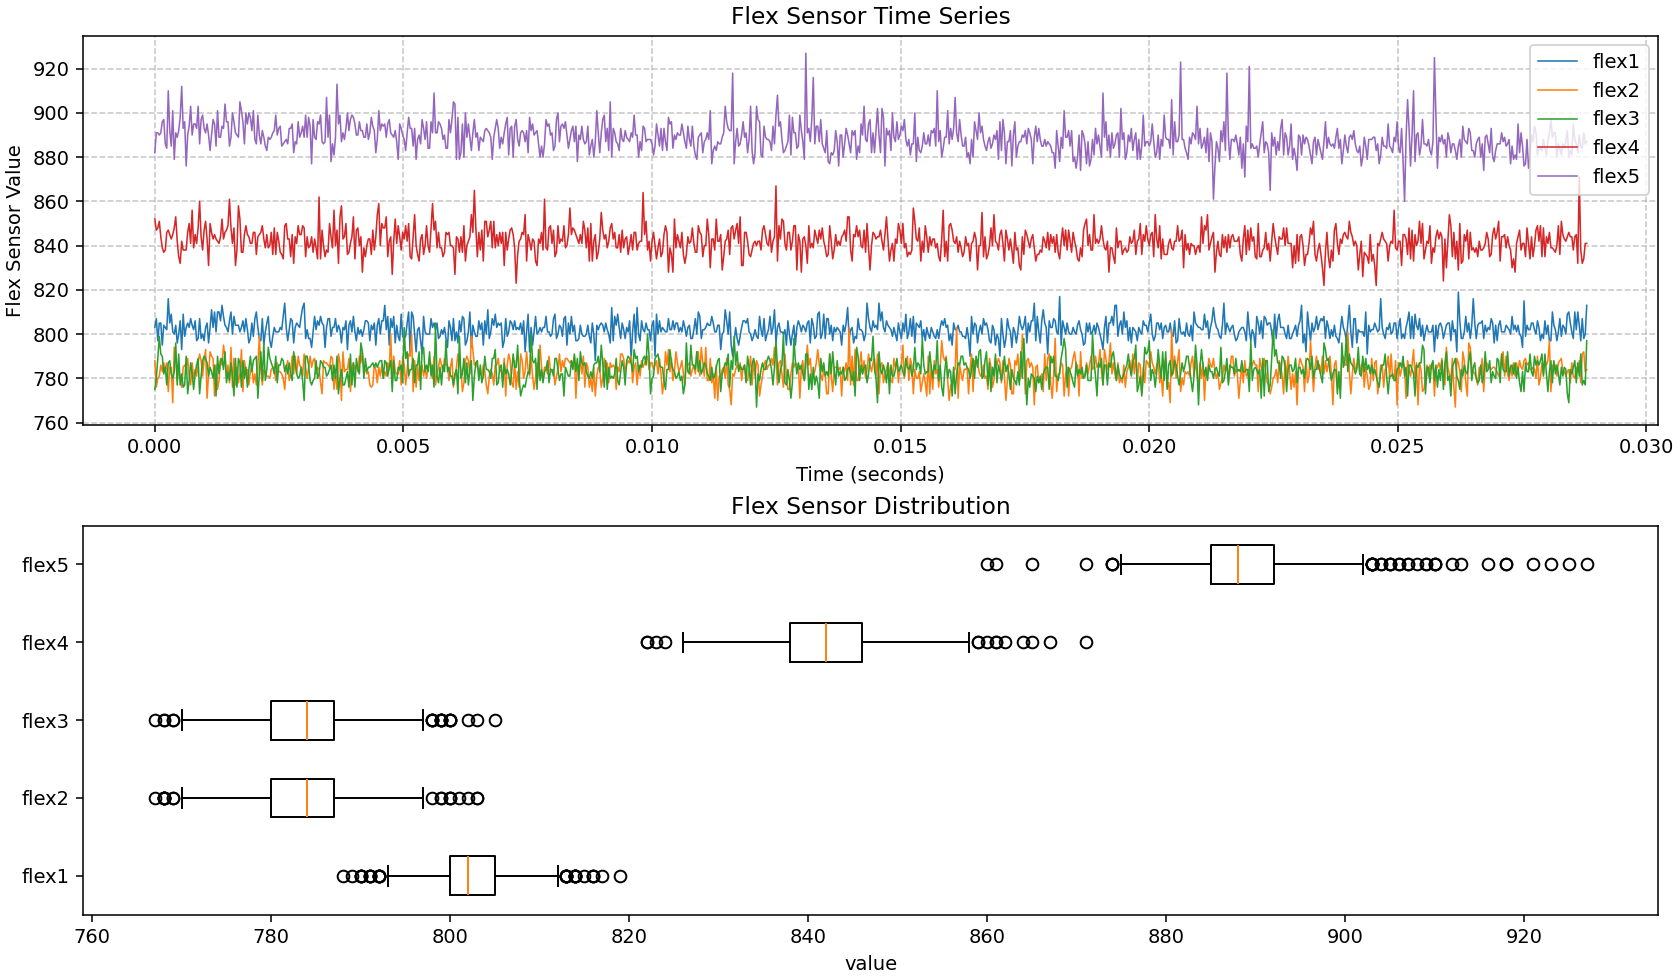 Flex Sensor Time Series
Flex Sensor Value
920
900
880
860
840
820
800
780
760
flex1
flex2
flex3
flex4
flex5
0.000 0.005 0.010 0.015 0.020 0.025 0.030
Time (seconds)
Flex Sensor Distribution
flex5
flex4
flex3
flex2
flex1
760 780 800 820 840 860 880 900 920
value